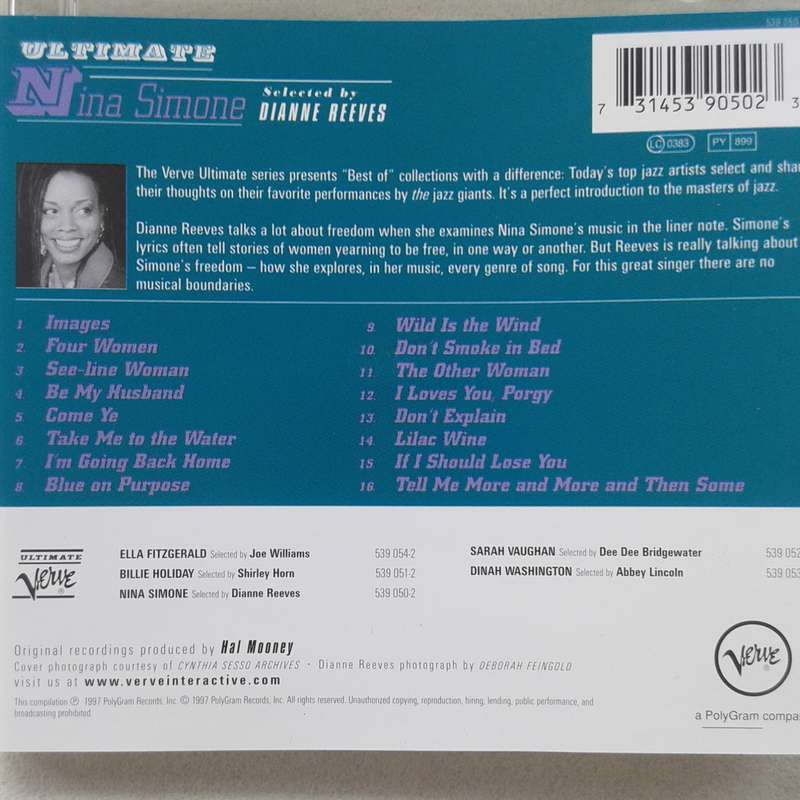 539 050
ULTIMATE
Nina Simone
Selected by
DIANNE REEVES
7 31453 90502 3
LC 0383 PY 899
The Verve Ultimate series presents "Best of" collections with a difference: Today's top jazz artists select and shar
their thoughts on their favorite performances by the jazz giants. It's a perfect introduction to the masters of jazz.
Dianne Reeves talks a lot about freedom when she examines Nina Simone's music in the liner note. Simone's
lyrics often tell stories of women yearning to be free, in one way or another. But Reeves is really talking about
Simone's freedom – how she explores, in her music, every genre of song. For this great singer there are no
musical boundaries.
1. Images
2. Four Women
3. See-line Woman
4. Be My Husband
5. Come Ye
6. Take Me to the Water
7. I'm Going Back Home
8. Blue on Purpose
9. Wild Is the Wind
10. Don't Smoke in Bed
11. The Other Woman
12. I Loves You, Porgy
13. Don't Explain
14. Lilac Wine
15. If I Should Lose You
16. Tell Me More and More and Then Some
ULTIMATE
Verve
ELLA FITZGERALD Selected by Joe Williams 539 054-2
BILLIE HOLIDAY Selected by Shirley Horn 539 051-2
NINA SIMONE Selected by Dianne Reeves 539 050-2
SARAH VAUGHAN Selected by Dee Dee Bridgewater 539 052
DINAH WASHINGTON Selected by Abbey Lincoln 539 053
Original recordings produced by Hal Mooney
Cover photograph courtesy of CYNTHIA SESSO ARCHIVES · Dianne Reeves photograph by DEBORAH FEINGOLD
visit us at www.verveinteractive.com
This compilation ℗ 1997 PolyGram Records, Inc. © 1997 PolyGram Records, Inc. All rights reserved. Unauthorized copying, reproduction, hiring, lending, public performance, and
broadcasting prohibited.
Verve
a PolyGram compa